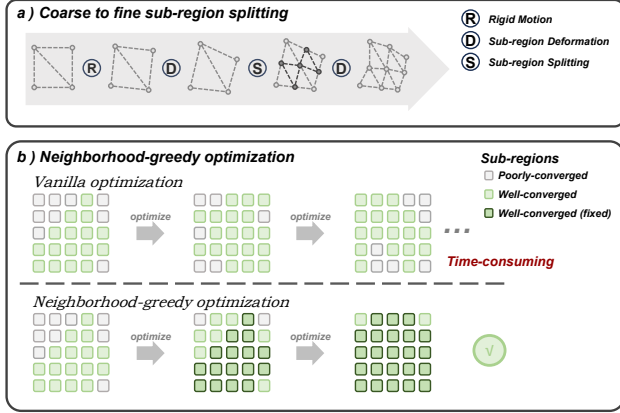 a ) Coarse to fine sub-region splitting
R D S D
R Rigid Motion
D Sub-region Deformation
S Sub-region Splitting
b ) Neighborhood-greedy optimization
Sub-regions
Poorly-converged
Well-converged
Well-converged (fixed)
Vanilla optimization
optimize optimize ...
Time-consuming
Neighborhood-greedy optimization
optimize optimize √